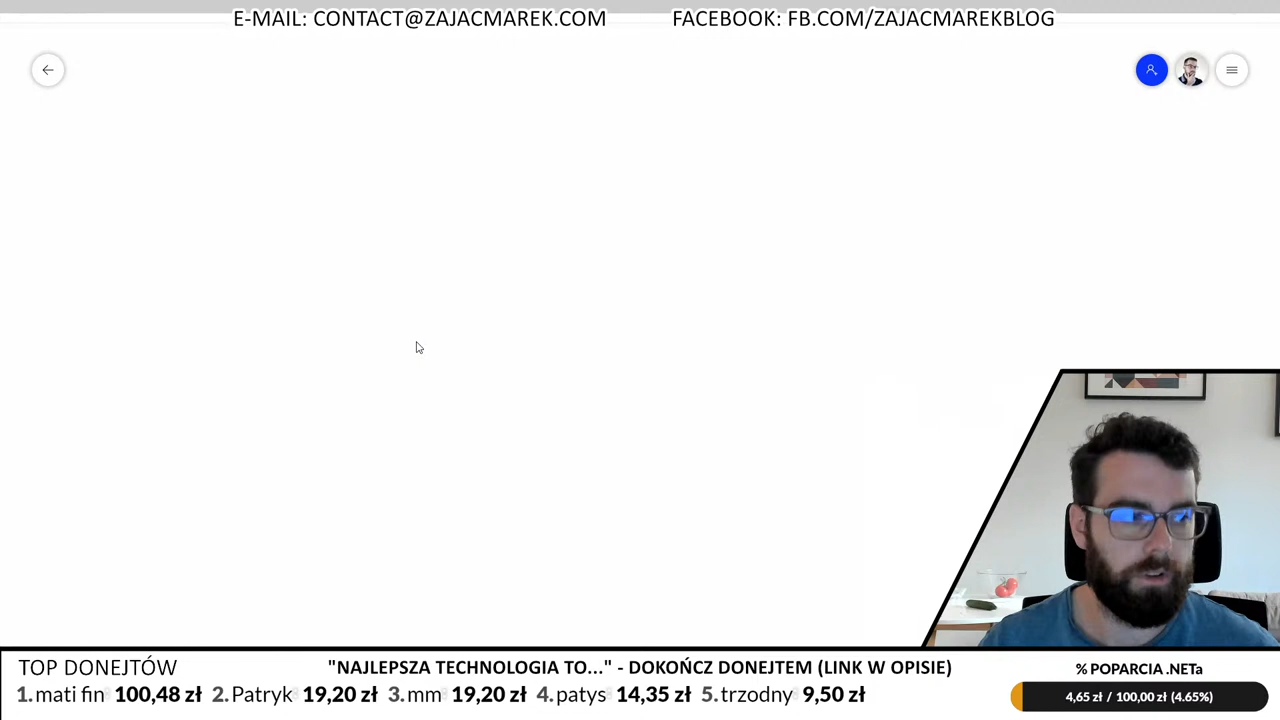 E-MAIL: CONTACT@ZAJACMAREK.COM FACEBOOK: FB.COM/ZAJACMAREKBLOG
TOP DONEJTÓW
"NAJLEPSZA TECHNOLOGIA TO..." - DOKOŃCZ DONEJTEM (LINK W OPISIE)
1. mati fin 100,48 zł 2. Patryk 19,20 zł 3. mm 19,20 zł 4. patys 14,35 zł 5. trzodny 9,50 zł
% POPARCIA .NETa
4,65 zł / 100,00 zł (4.65%)